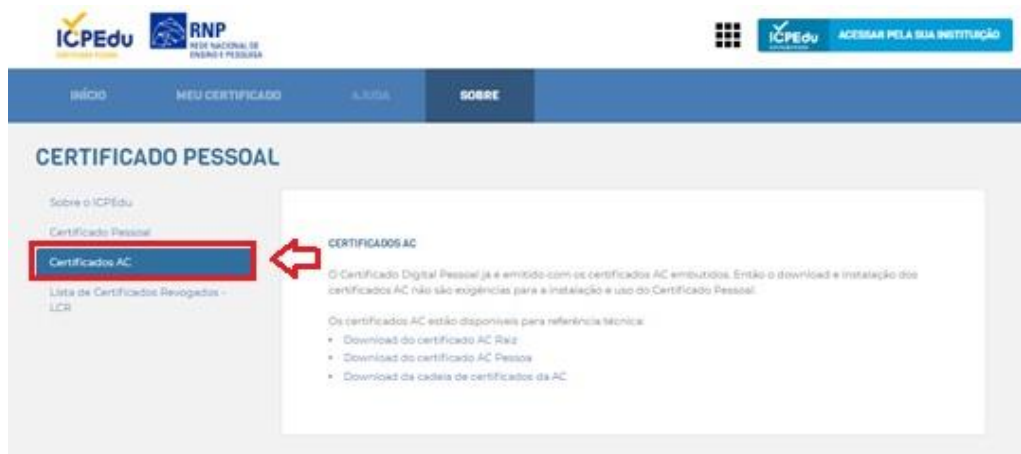 ICPEdu
RNP
REDE NACIONAL DE
ENSINO E PESQUISA
ICPEdu
ACESSAR PELA SUA INSTITUIÇÃO
INÍCIO
MEU CERTIFICADO
AJUDA
SOBRE
CERTIFICADO PESSOAL
Sobre o ICPEdu
Certificado Pessoal
Certificados AC
Lista de Certificados Revogados -
LCR
CERTIFICADOS AC
O Certificado Digital Pessoal já é emitido com os certificados AC embutidos. Então o download e instalação dos
certificados AC não são exigências para a instalação e uso do Certificado Pessoal.
Os certificados AC estão disponíveis para referência técnica:
• Download do certificado AC Raiz
• Download do certificado AC Pessoa
• Download da cadeia de certificados da AC